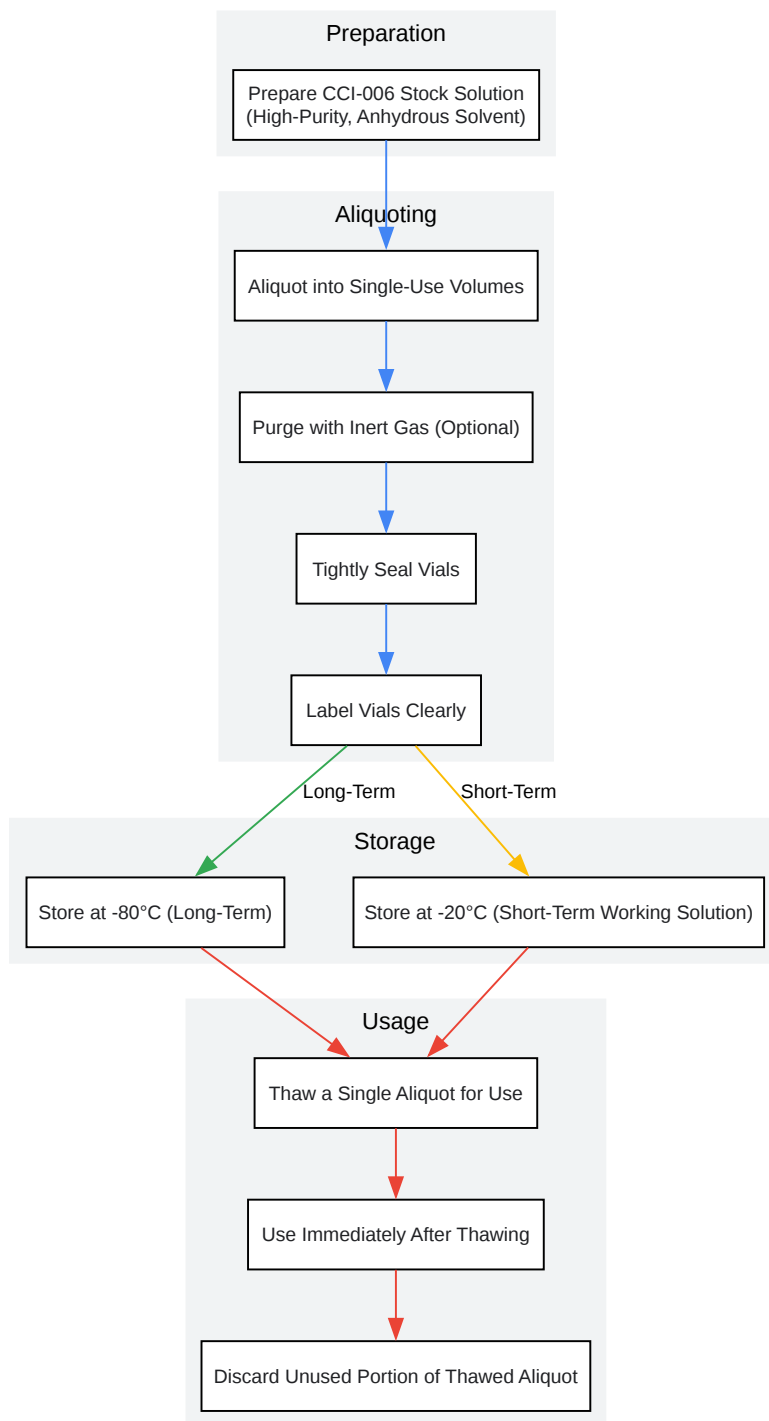 Preparation
Prepare CCI-006 Stock Solution
(High-Purity, Anhydrous Solvent)
Aliquoting
Aliquot into Single-Use Volumes
Purge with Inert Gas (Optional)
Tightly Seal Vials
Label Vials Clearly
Long-Term
Short-Term
Storage
Store at -80°C (Long-Term)
Store at -20°C (Short-Term Working Solution)
Usage
Thaw a Single Aliquot for Use
Use Immediately After Thawing
Discard Unused Portion of Thawed Aliquot